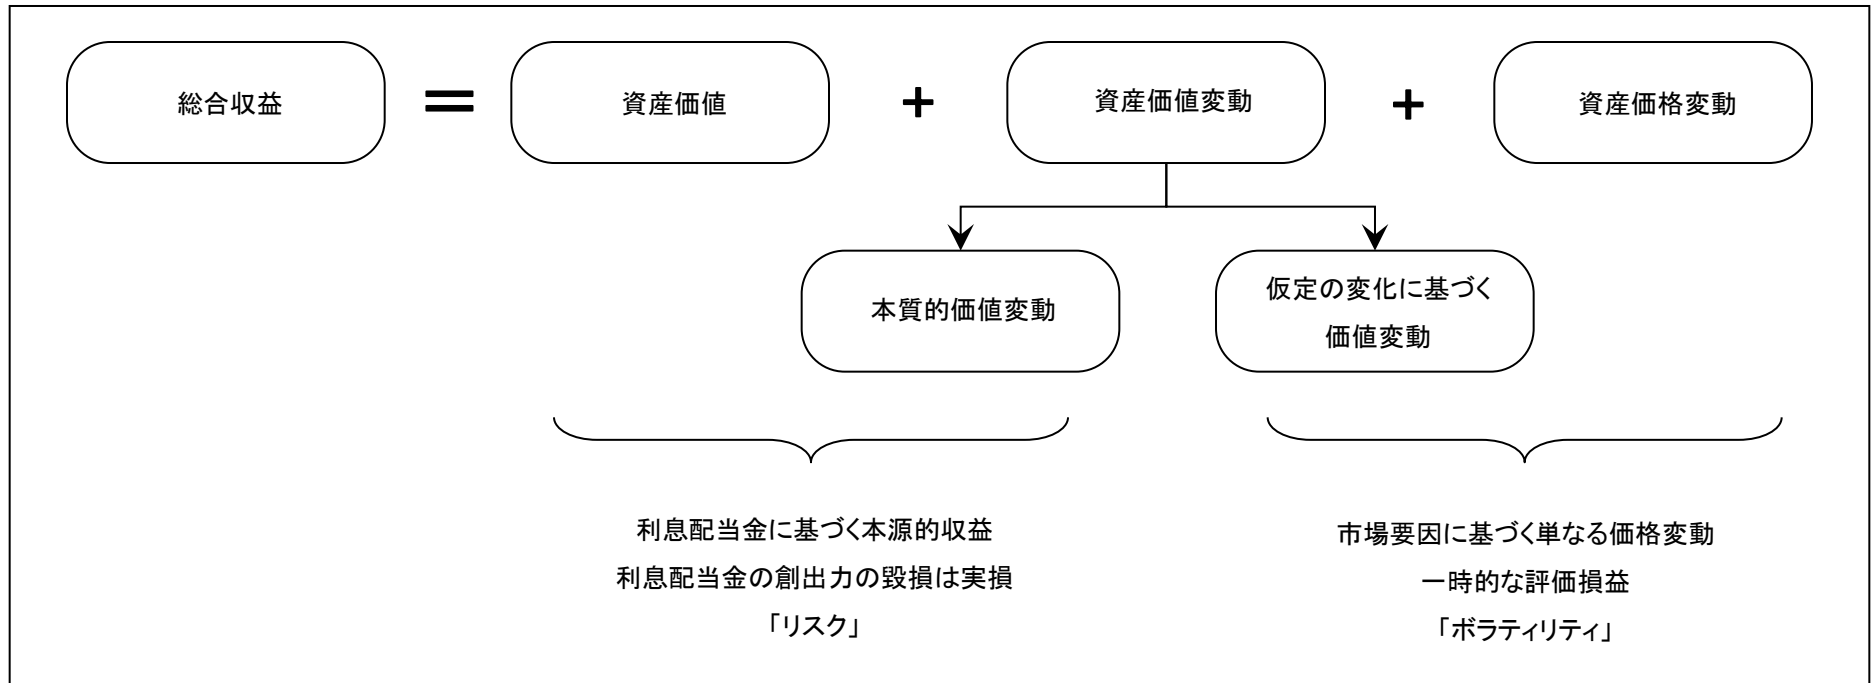 総合収益 = 資産価値 + 資産価値変動 + 資産価格変動
本質的価値変動
仮定の変化に基づく
価値変動
利息配当金に基づく本源的収益
利息配当金の創出力の毀損は実損
「リスク」
市場要因に基づく単なる価格変動
一時的な評価損益
「ボラティリティ」